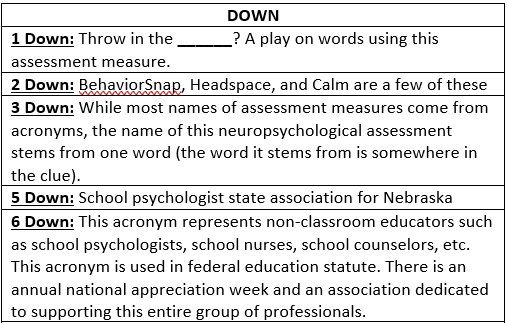 DOWN
1 Down: Throw in the ______? A play on words using this
assessment measure.
2 Down: BehaviorSnap, Headspace, and Calm are a few of these
3 Down: While most names of assessment measures come from
acronyms, the name of this neuropsychological assessment
stems from one word (the word it stems from is somewhere in
the clue).
5 Down: School psychologist state association for Nebraska
6 Down: This acronym represents non-classroom educators such
as school psychologists, school nurses, school counselors, etc.
This acronym is used in federal education statute. There is an
annual national appreciation week and an association dedicated
to supporting this entire group of professionals.